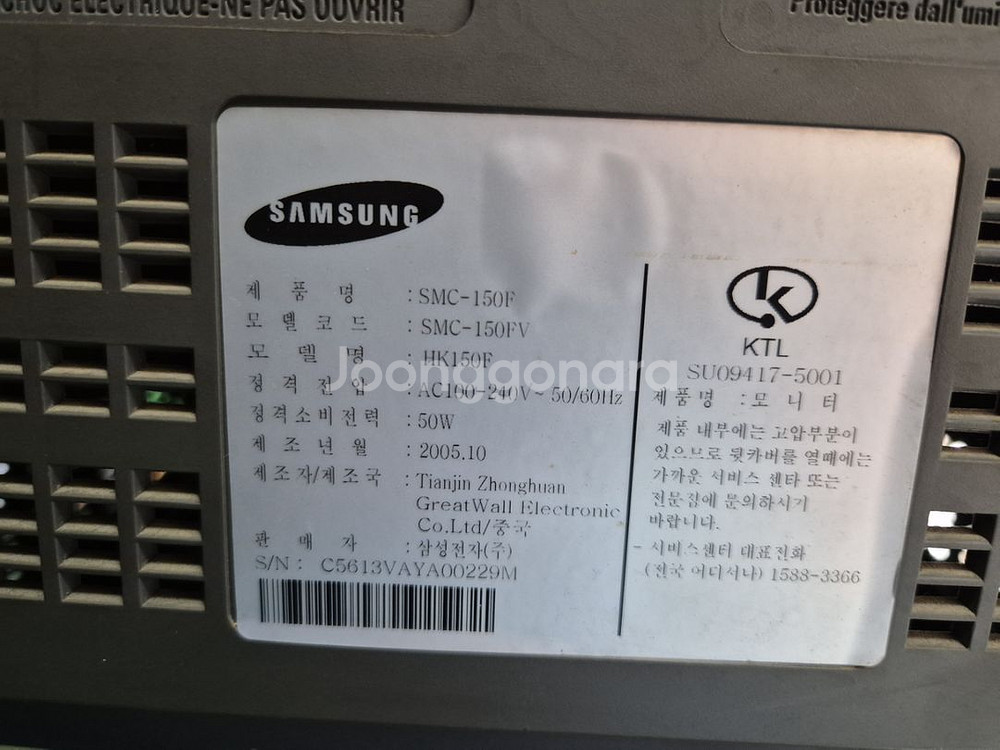 CHOC ELECTRIQUE-NE PAS OUVRIR
Proteggere dall'umi
SAMSUNG
제 품 명 : SMC-150F
모 델 코 드 : SMC-150FV
모 델 명 : HK150F
정 격 전 압 : AC100-240V~ 50/60Hz
정격소비전력 : 50W
제 조 년 월 : 2005.10
제조자/제조국 : Tianjin Zhonghuan
GreatWall Electronic
Co.Ltd/중국
판 매 자 : 삼성전자(주)
S/N : C5613VAYA00229M
KTL
SU09417-5001
제품명 : 모 니 터
제품 내부에는 고압부분이
있으므로 뒷카버를 열때에는
가까운 서비스 센타 또는
전문점에 문의하시기
바랍니다.
- 서비스센터 대표전화
(전국 어디서나) 1588-3366
Joonggonara